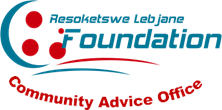 Resoketswe Lebjane
Foundation
Community Advice Office